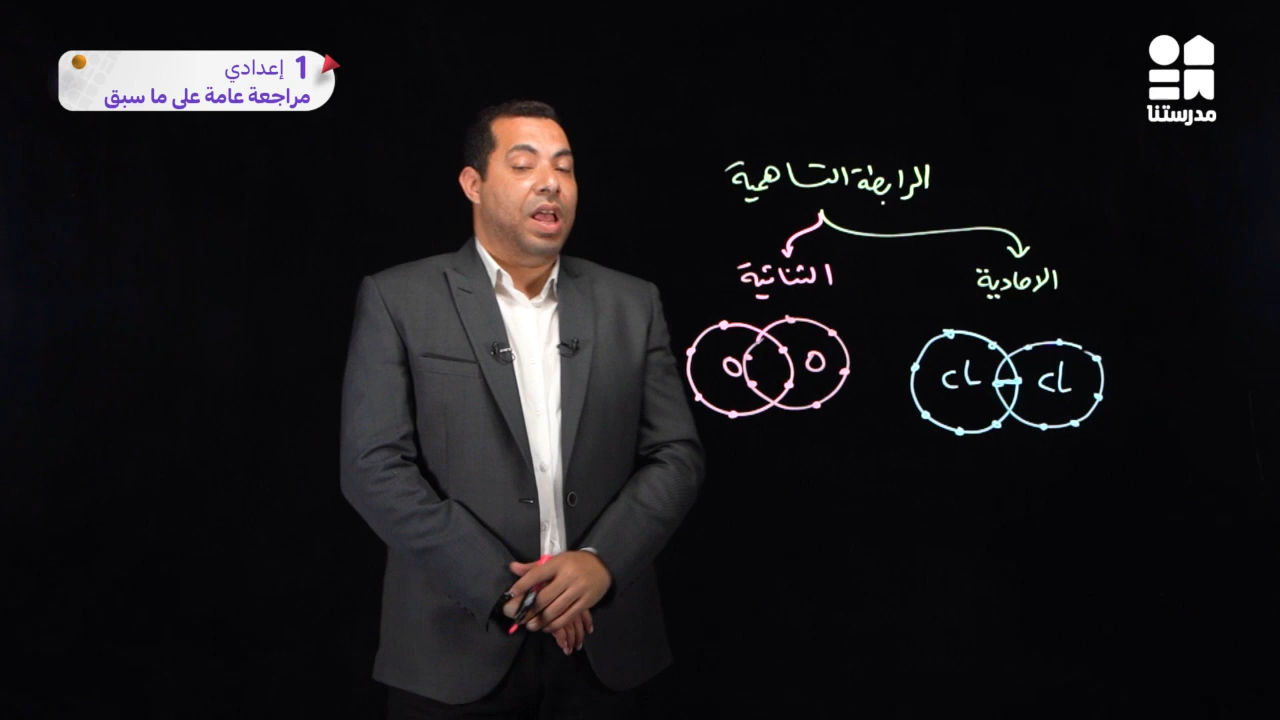 1 إعدادي
مراجعة عامة على ما سبق
مدرستنا
الرابطة التساهمية
الاحادية
الثنائية
Cl Cl
O O